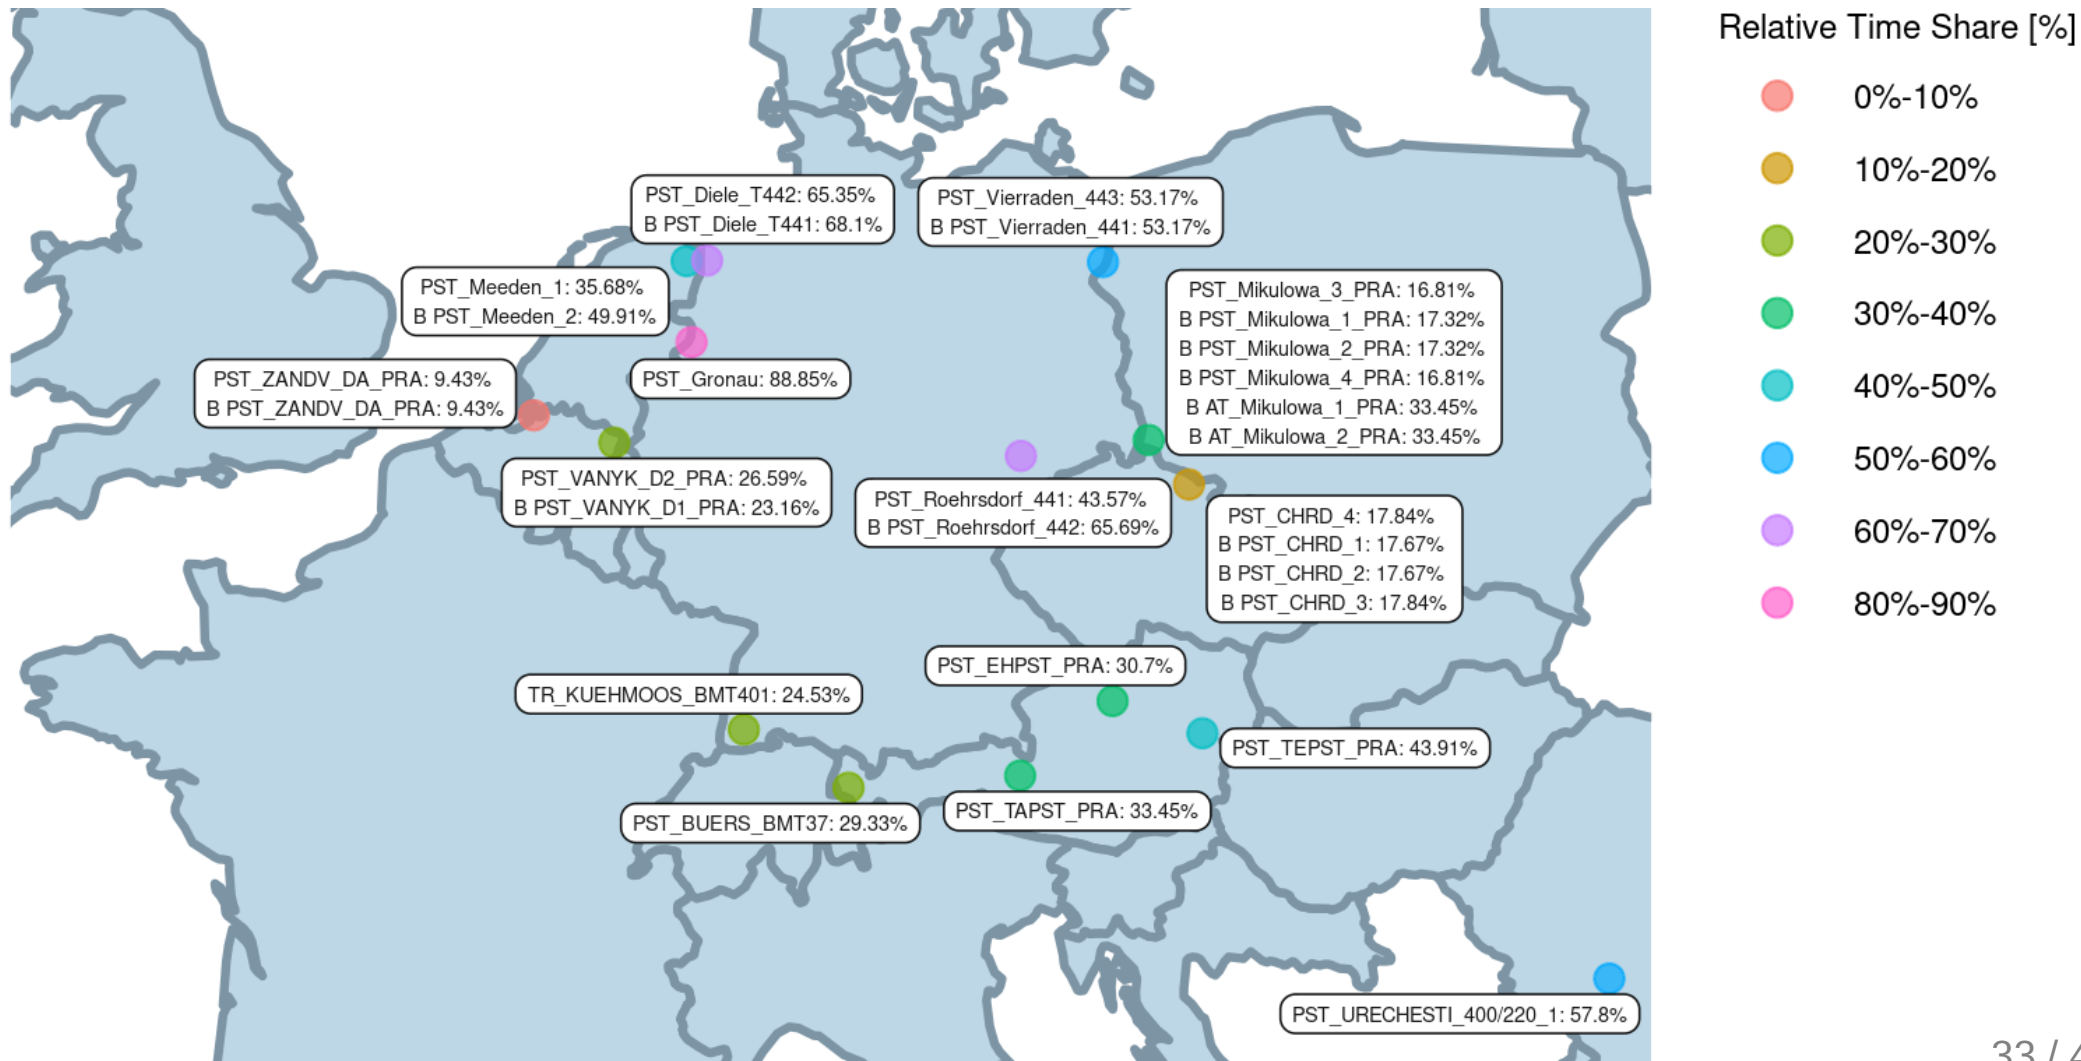 Relative Time Share [%]
0%-10%
10%-20%
20%-30%
30%-40%
40%-50%
50%-60%
60%-70%
80%-90%
PST_Diele_T442: 65.35%
B PST_Diele_T441: 68.1%
PST_Vierraden_443: 53.17%
B PST_Vierraden_441: 53.17%
PST_Meeden_1: 35.68%
B PST_Meeden_2: 49.91%
PST_Mikulowa_3_PRA: 16.81%
B PST_Mikulowa_1_PRA: 17.32%
B PST_Mikulowa_2_PRA: 17.32%
B PST_Mikulowa_4_PRA: 16.81%
B AT_Mikulowa_1_PRA: 33.45%
B AT_Mikulowa_2_PRA: 33.45%
PST_ZANDV_DA_PRA: 9.43%
B PST_ZANDV_DA_PRA: 9.43%
PST_Gronau: 88.85%
PST_VANYK_D2_PRA: 26.59%
B PST_VANYK_D1_PRA: 23.16%
PST_Roehrsdorf_441: 43.57%
B PST_Roehrsdorf_442: 65.69%
PST_CHRD_4: 17.84%
B PST_CHRD_1: 17.67%
B PST_CHRD_2: 17.67%
B PST_CHRD_3: 17.84%
PST_EHPST_PRA: 30.7%
TR_KUEHMOOS_BMT401: 24.53%
PST_TEPST_PRA: 43.91%
PST_BUERS_BMT37: 29.33%
PST_TAPST_PRA: 33.45%
PST_URECHESTI_400/220_1: 57.8%
33 /